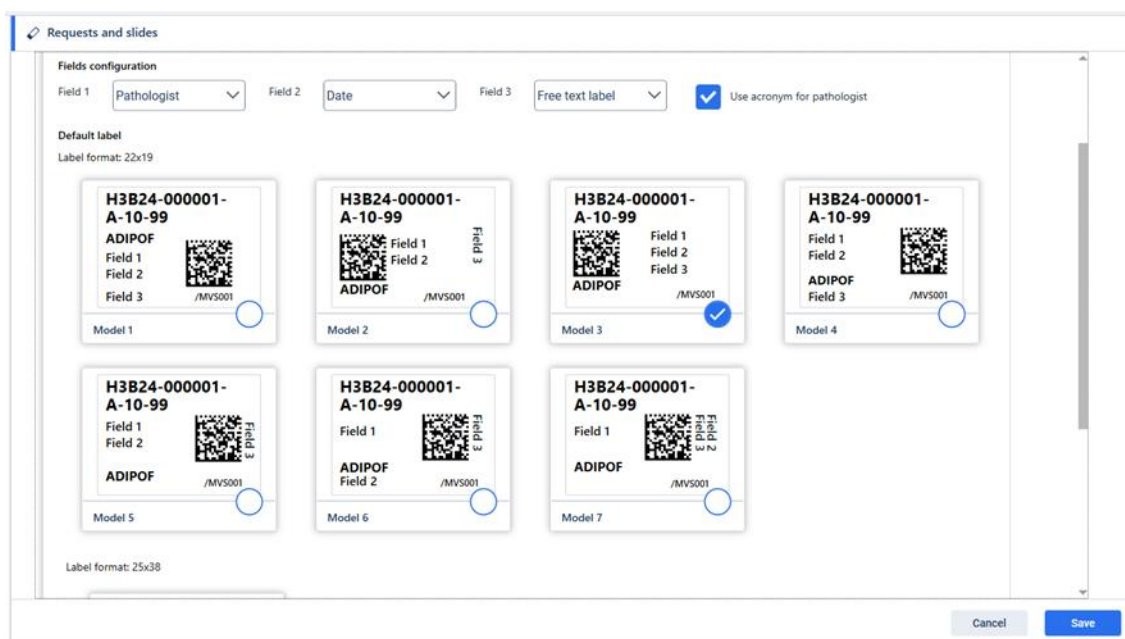 Requests and slides
Fields configuration
Field 1 Pathologist Field 2 Date Field 3 Free text label Use acronym for pathologist
Default label
Label format: 22x19
H3B24-000001-
A-10-99
ADIPOF
Field 1
Field 2
Field 3 /MVS001
Model 1
H3B24-000001-
A-10-99
Field 1
Field 2
Field 3
ADIPOF
/MVS001
Model 2
H3B24-000001-
A-10-99
Field 1
Field 2
Field 3
ADIPOF
/MVS001
Model 3
H3B24-000001-
A-10-99
Field 1
Field 2
ADIPOF
Field 3 /MVS001
Model 4
H3B24-000001-
A-10-99
Field 1
Field 2
Field 3
ADIPOF
/MVS001
Model 5
H3B24-000001-
A-10-99
Field 1
Field 3
ADIPOF
Field 2 /MVS001
Model 6
H3B24-000001-
A-10-99
Field 1
Field 2
Field 3
ADIPOF
/MVS001
Model 7
Label format: 25x38
Cancel Save